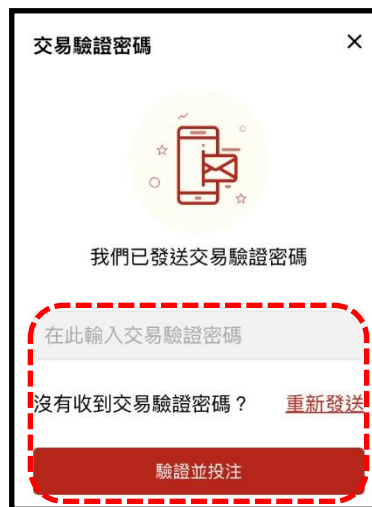 交易驗證密碼
我們已發送交易驗證密碼
在此輸入交易驗證密碼
沒有收到交易驗證密碼？ 重新發送
驗證並投注